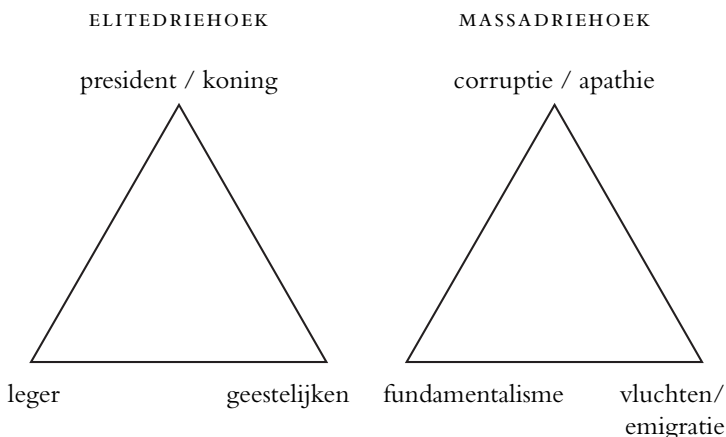 ELITEDRIEHOEK
MASSADRIEHOEK
president / koning
corruptie / apathie
leger
geestelijken
fundamentalisme
vluchten/
emigratie